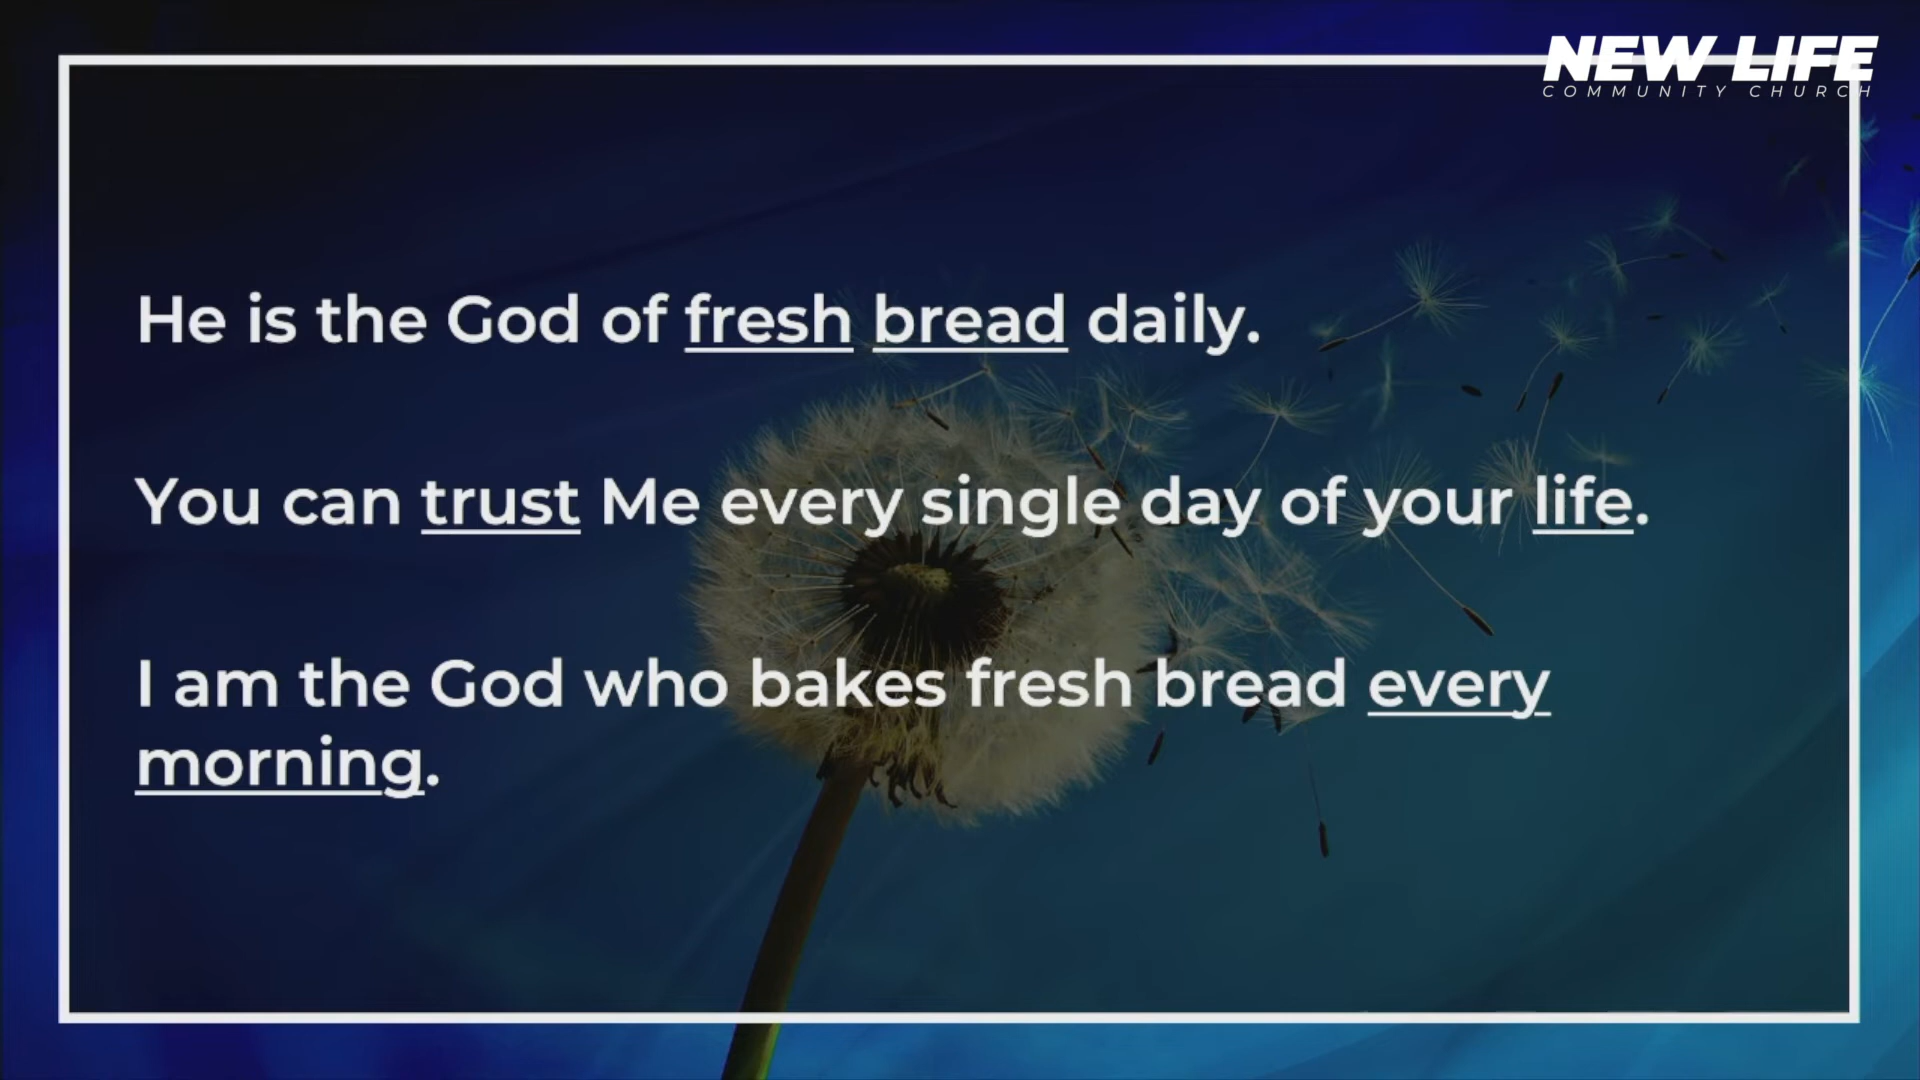 NEW LIFE
COMMUNITY CHURCH
He is the God of fresh bread daily.
You can trust Me every single day of your life.
I am the God who bakes fresh bread every
morning.